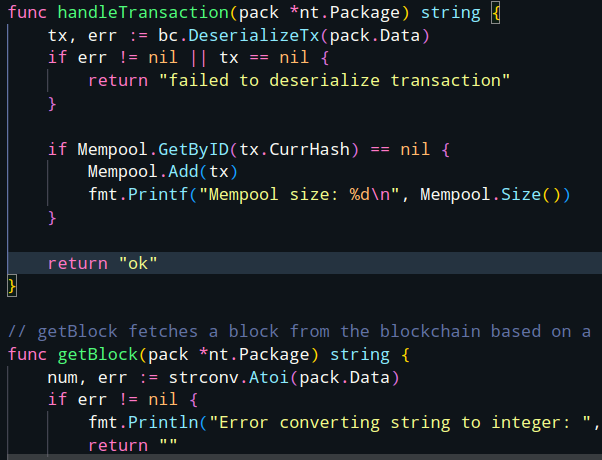 func handleTransaction(pack *nt.Package) string {
    tx, err := bc.DeserializeTx(pack.Data)
    if err != nil || tx == nil {
        return "failed to deserialize transaction"
    }

    if Mempool.GetByID(tx.CurrHash) == nil {
        Mempool.Add(tx)
        fmt.Printf("Mempool size: %d\n", Mempool.Size())
    }

    return "ok"
}

// getBlock fetches a block from the blockchain based on a
func getBlock(pack *nt.Package) string {
    num, err := strconv.Atoi(pack.Data)
    if err != nil {
        fmt.Println("Error converting string to integer: ",
        return ""